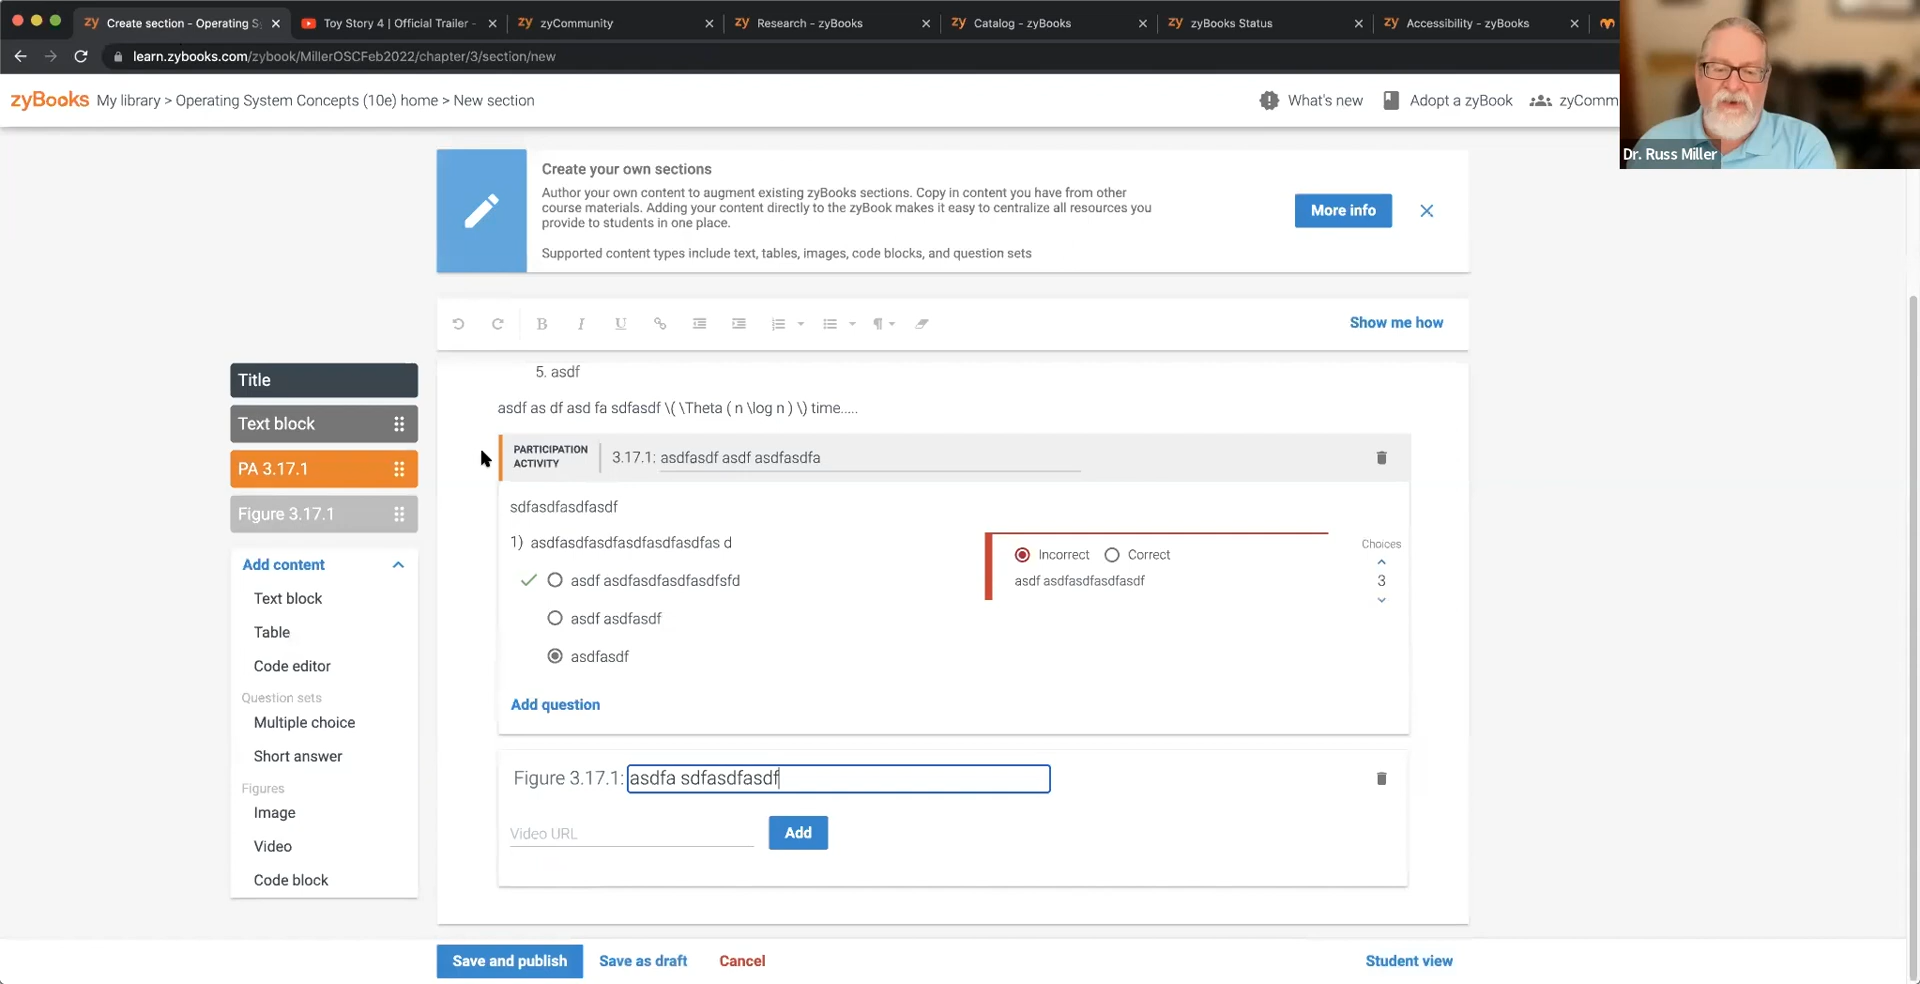 zy Create section - Operating S
Toy Story 4 | Official Trailer -
zy zyCommunity
zy Research - zyBooks
zy Catalog - zyBooks
zy zyBooks Status
zy Accessibility - zyBooks
learn.zybooks.com/zybook/MillerOSCFeb2022/chapter/3/section/new
zyBooks My library > Operating System Concepts (10e) home > New section
What's new
Adopt a zyBook
zyComm
Dr. Russ Miller
Create your own sections
Author your own content to augment existing zyBooks sections. Copy in content you have from other
course materials. Adding your content directly to the zyBook makes it easy to centralize all resources you
provide to students in one place.
Supported content types include text, tables, images, code blocks, and question sets
More info
B I U
Show me how
Title
Text block
PA 3.17.1
Figure 3.17.1
Add content
Text block
Table
Code editor
Question sets
Multiple choice
Short answer
Figures
Image
Video
Code block
5. asdf
asdf as df asd fa sdfasdf \( \Theta ( n \log n ) \) time.....
PARTICIPATION
ACTIVITY
3.17.1: asdfasdf asdf asdfasdfa
sdfasdfasdfasdf
1) asdfasdfasdfasdfasdfasdfas d
asdf asdfasdfasdfasdfsfd
asdf asdfasdf
asdfasdf
Incorrect
Correct
asdf asdfasdfasdfasdf
Choices
3
Add question
Figure 3.17.1: asdfa sdfasdfasdf
Video URL
Add
Save and publish
Save as draft
Cancel
Student view